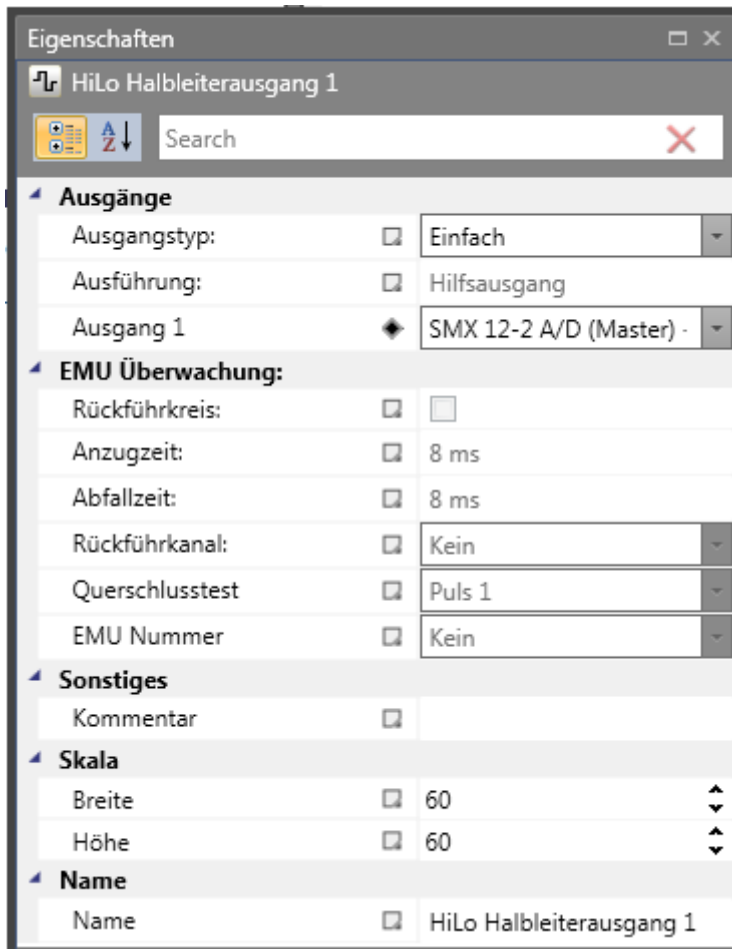 Eigenschaften
HiLo Halbleiterausgang 1
A Z Search
Ausgänge
Ausgangstyp: Einfach
Ausführung: Hilfsausgang
Ausgang 1 SMX 12-2 A/D (Master) -
EMU Überwachung:
Rückführkreis:
Anzugzeit: 8 ms
Abfallzeit: 8 ms
Rückführkanal: Kein
Querschlusstest Puls 1
EMU Nummer Kein
Sonstiges
Kommentar
Skala
Breite 60
Höhe 60
Name
Name HiLo Halbleiterausgang 1